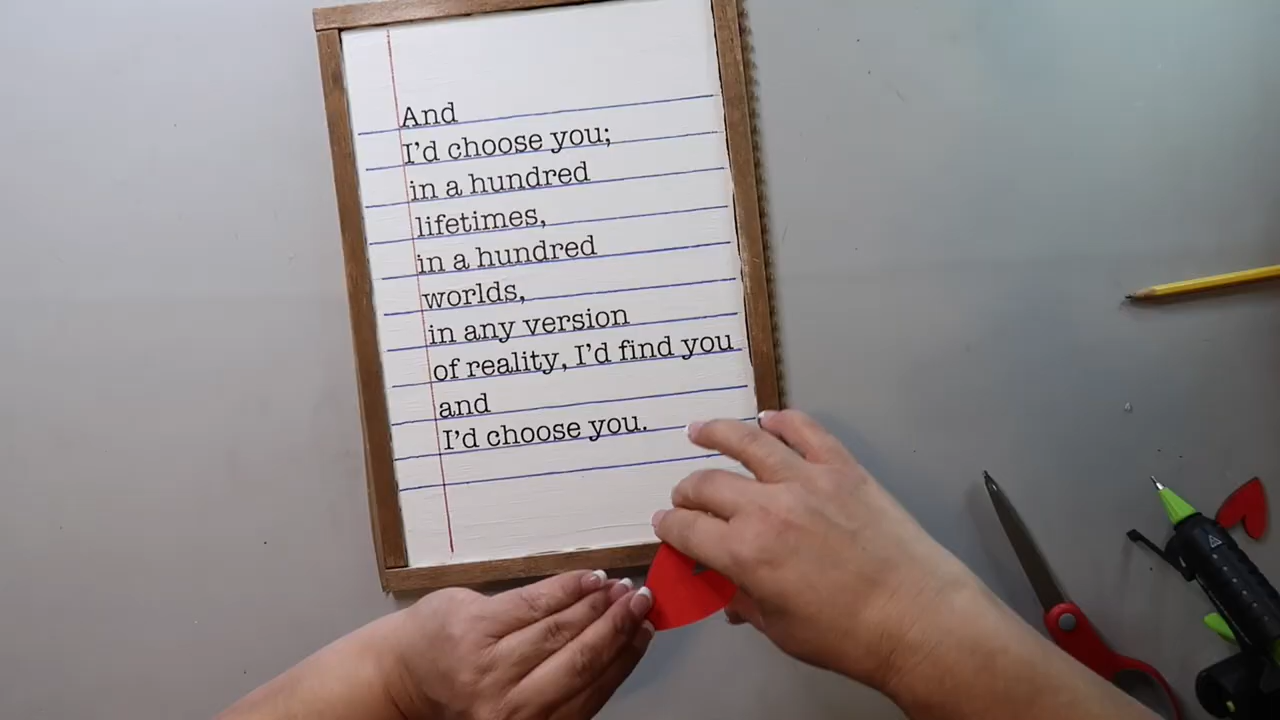 And
I'd choose you;
in a hundred
lifetimes,
in a hundred
worlds,
in any version
of reality, I'd find you
and
I'd choose you.